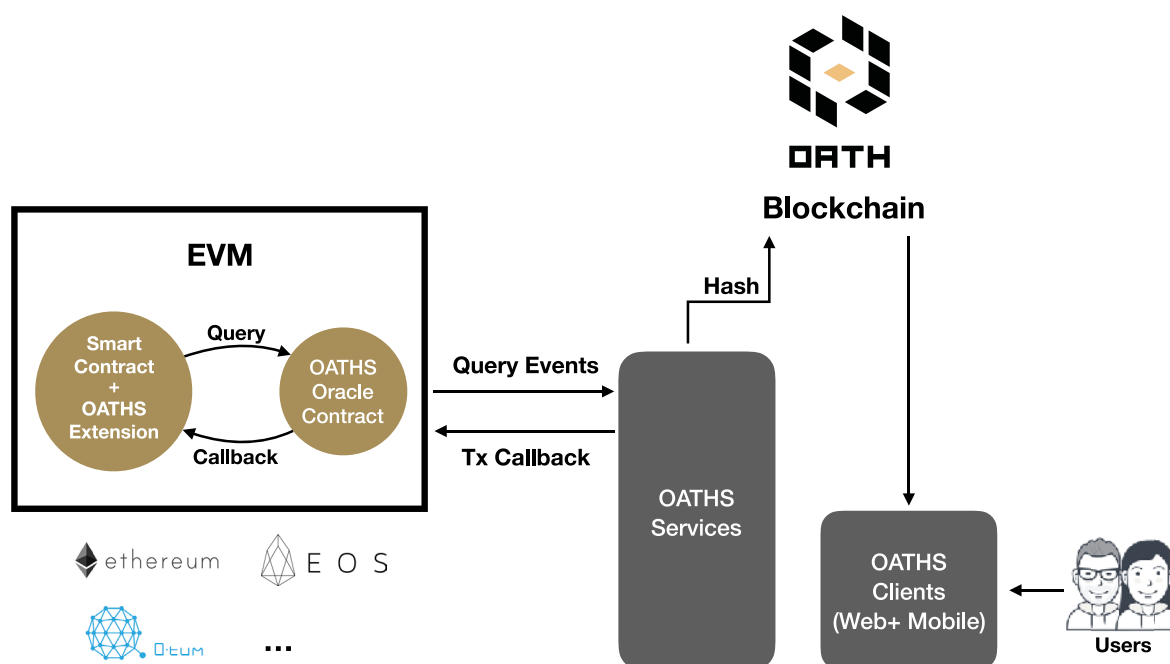 OATH
Blockchain
EVM
Hash
Query
Smart
Contract
+
OATHS
Extension
OATHS
Oracle
Contract
Callback
Query Events
Tx Callback
OATHS
Services
OATHS
Clients
(Web+ Mobile)
Users
ethereum
EOS
Qtum
...